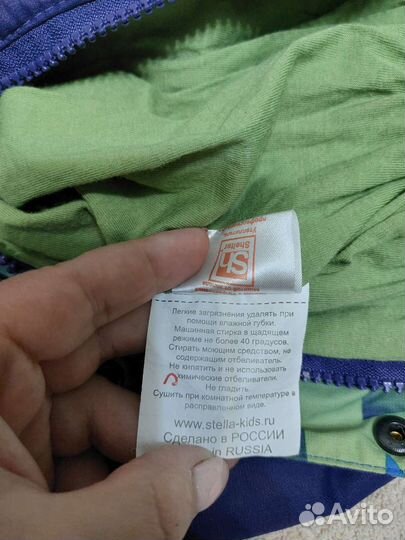 Утеплитель
Shelter
Sh
Легкие загрязнения удалять при
помощи влажной губки.
Машинная стирка в щадящем
режиме не более 40 градусов.
Стирать моющим средством, не
содержащим отбеливатель.
Не кипятить и не использовать
химические отбеливатели.
Не гладить.
Сушить при комнатной температуре в
расправленном виде.
www.stella-kids.ru
Сделано в РОССИИ
in RUSSIA
Avito